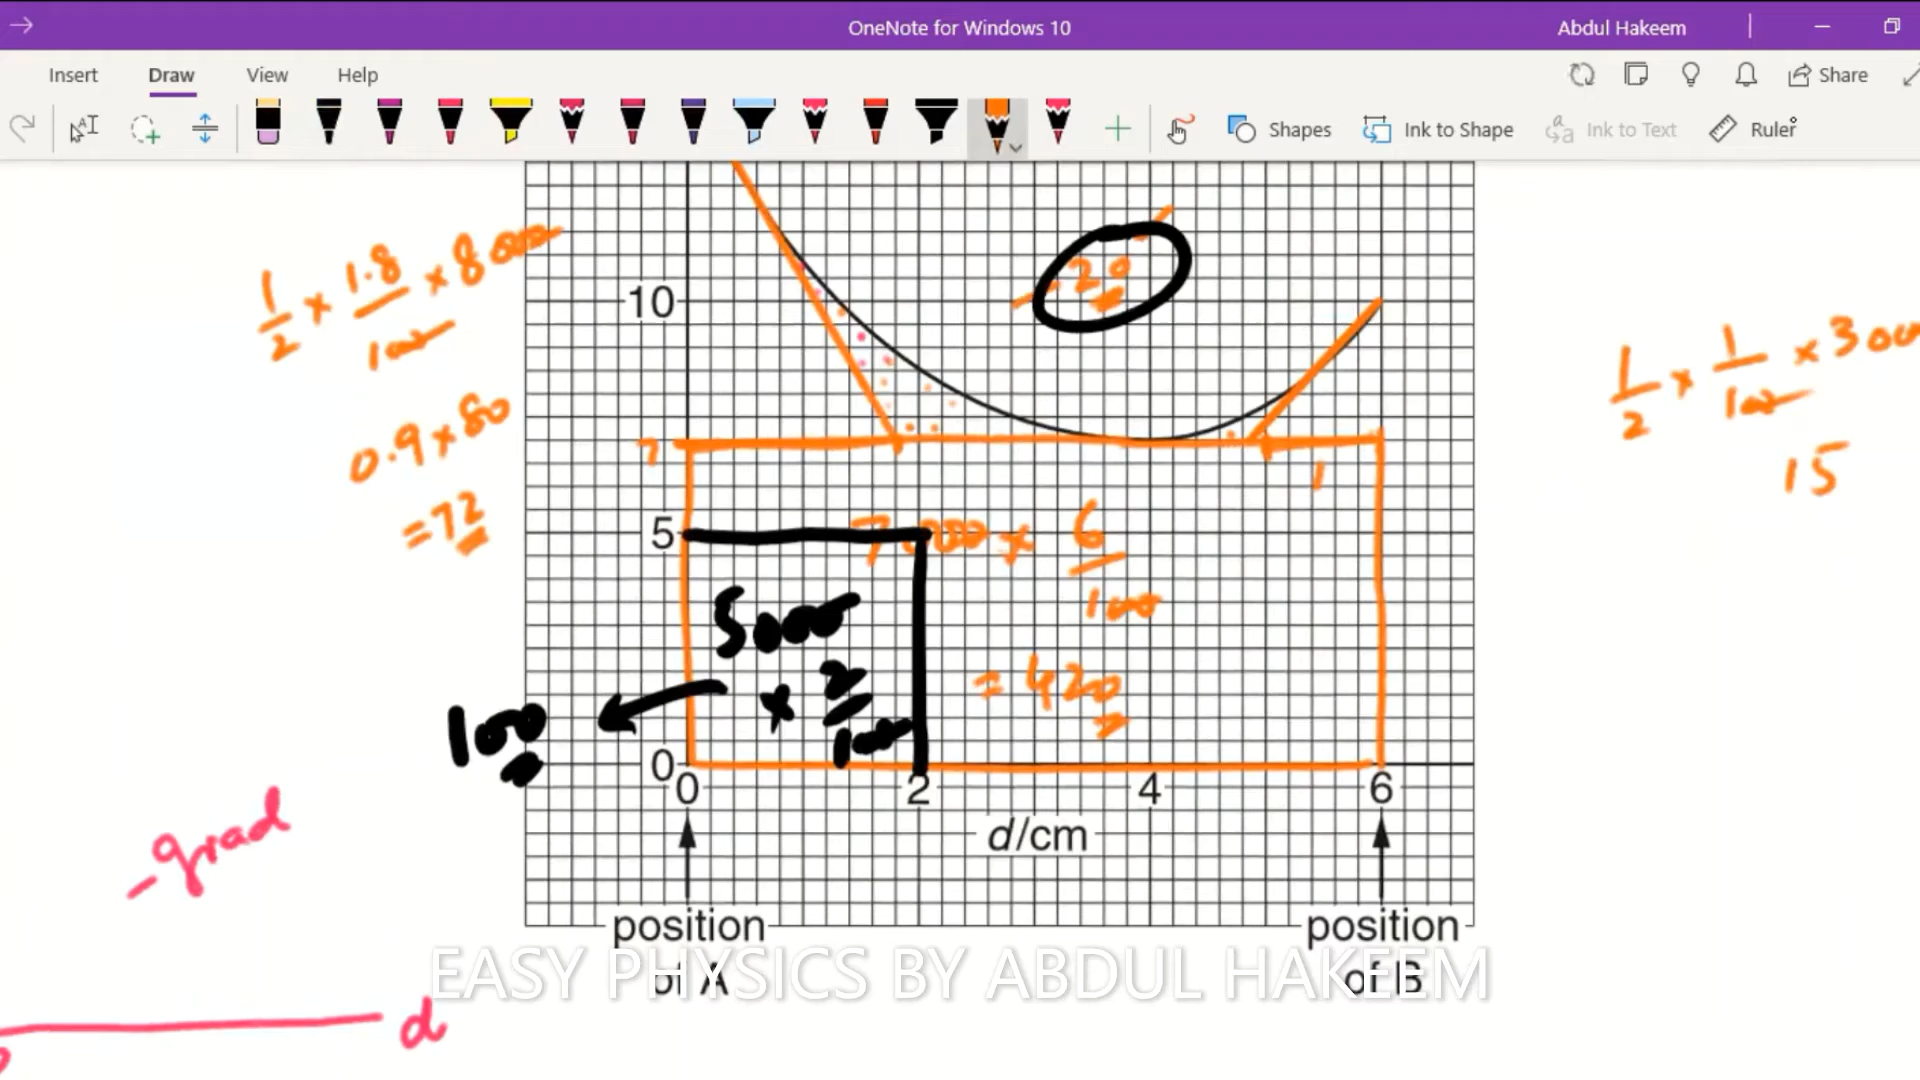 OneNote for Windows 10
Abdul Hakeem
Insert Draw View Help
Share
Shapes Ink to Shape Ink to Text Ruler
1/2 × 1.8/100 × 8000
0.9 × 80
= 72
10
20
1/2 × 1/100 × 300
15
7
1
5
7000 × 6/100
= 420
5000
× 2/100
100
0
0 2 4 6
d/cm
-grad
position of A
position of B
EASY PHYSICS BY ABDUL HAKEEM
d